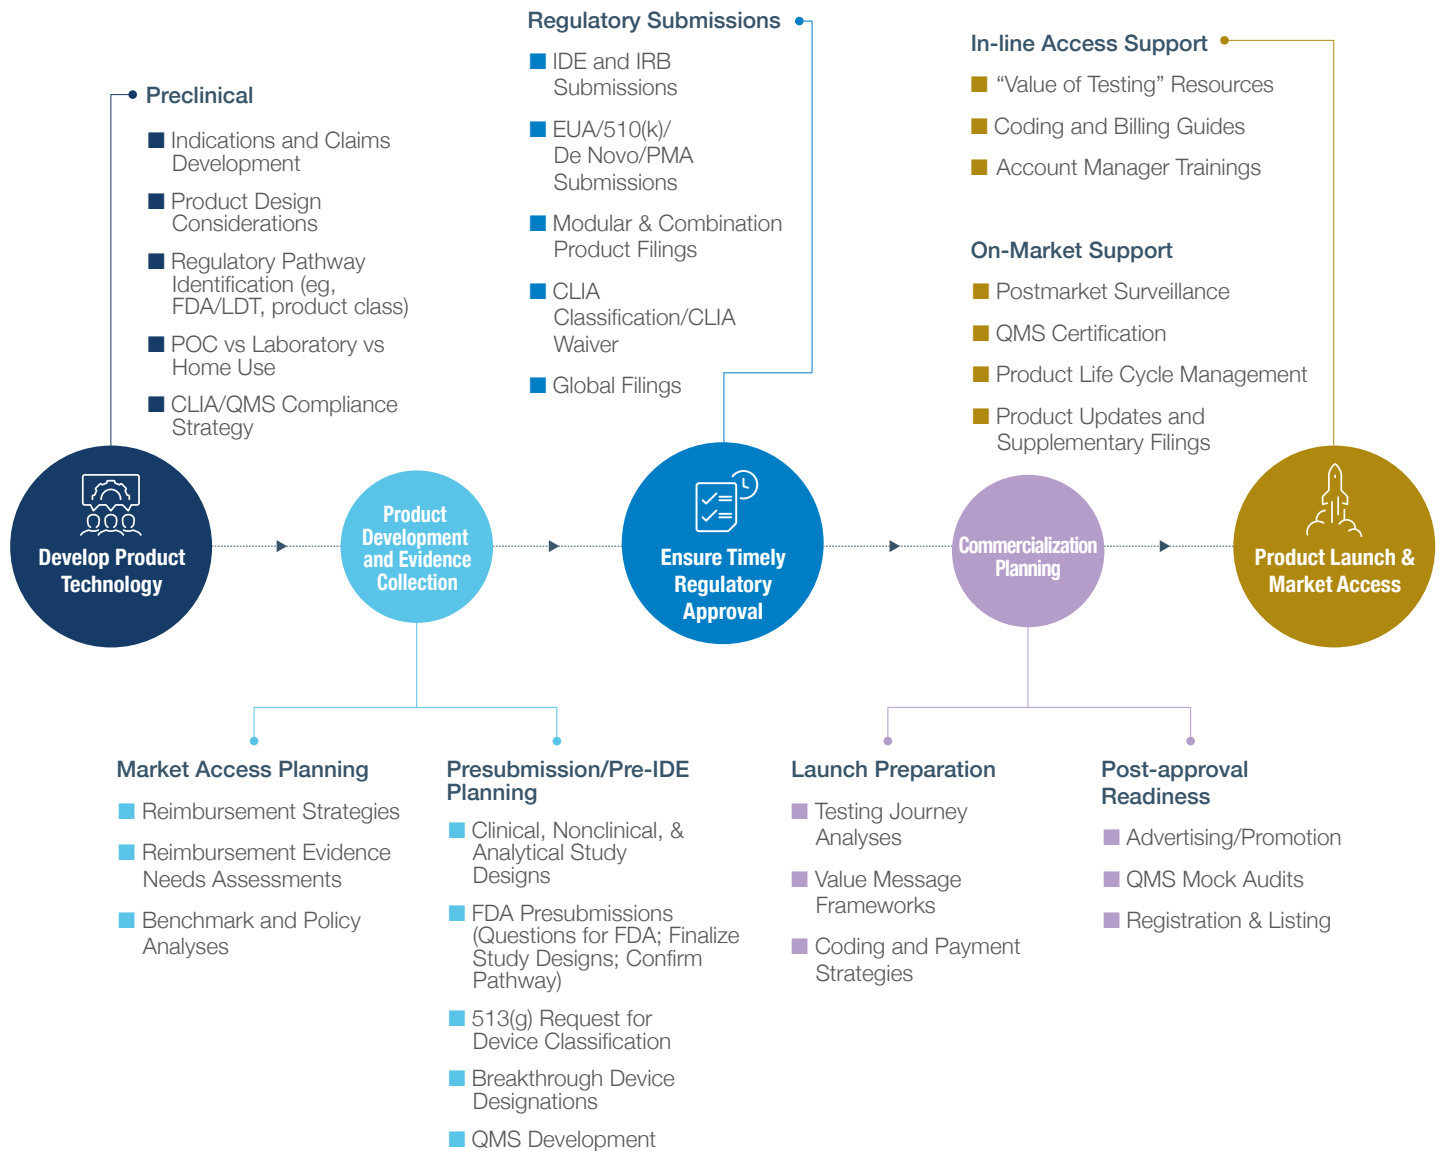 Preclinical
Indications and Claims
Development
Product Design
Considerations
Regulatory Pathway
Identification (eg,
FDA/LDT, product class)
POC vs Laboratory vs
Home Use
CLIA/QMS Compliance
Strategy
Regulatory Submissions
IDE and IRB
Submissions
EUA/510(k)/
De Novo/PMA
Submissions
Modular & Combination
Product Filings
CLIA
Classification/CLIA
Waiver
Global Filings
In-line Access Support
“Value of Testing” Resources
Coding and Billing Guides
Account Manager Trainings
On-Market Support
Postmarket Surveillance
QMS Certification
Product Life Cycle Management
Product Updates and
Supplementary Filings
Develop Product
Technology
Product
Development
and Evidence
Collection
Ensure Timely
Regulatory
Approval
Commercialization
Planning
Product Launch &
Market Access
Market Access Planning
Reimbursement Strategies
Reimbursement Evidence
Needs Assessments
Benchmark and Policy
Analyses
Presubmission/Pre-IDE
Planning
Clinical, Nonclinical, &
Analytical Study
Designs
FDA Presubmissions
(Questions for FDA; Finalize
Study Designs; Confirm
Pathway)
513(g) Request for
Device Classification
Breakthrough Device
Designations
QMS Development
Launch Preparation
Testing Journey
Analyses
Value Message
Frameworks
Coding and Payment
Strategies
Post-approval
Readiness
Advertising/Promotion
QMS Mock Audits
Registration & Listing